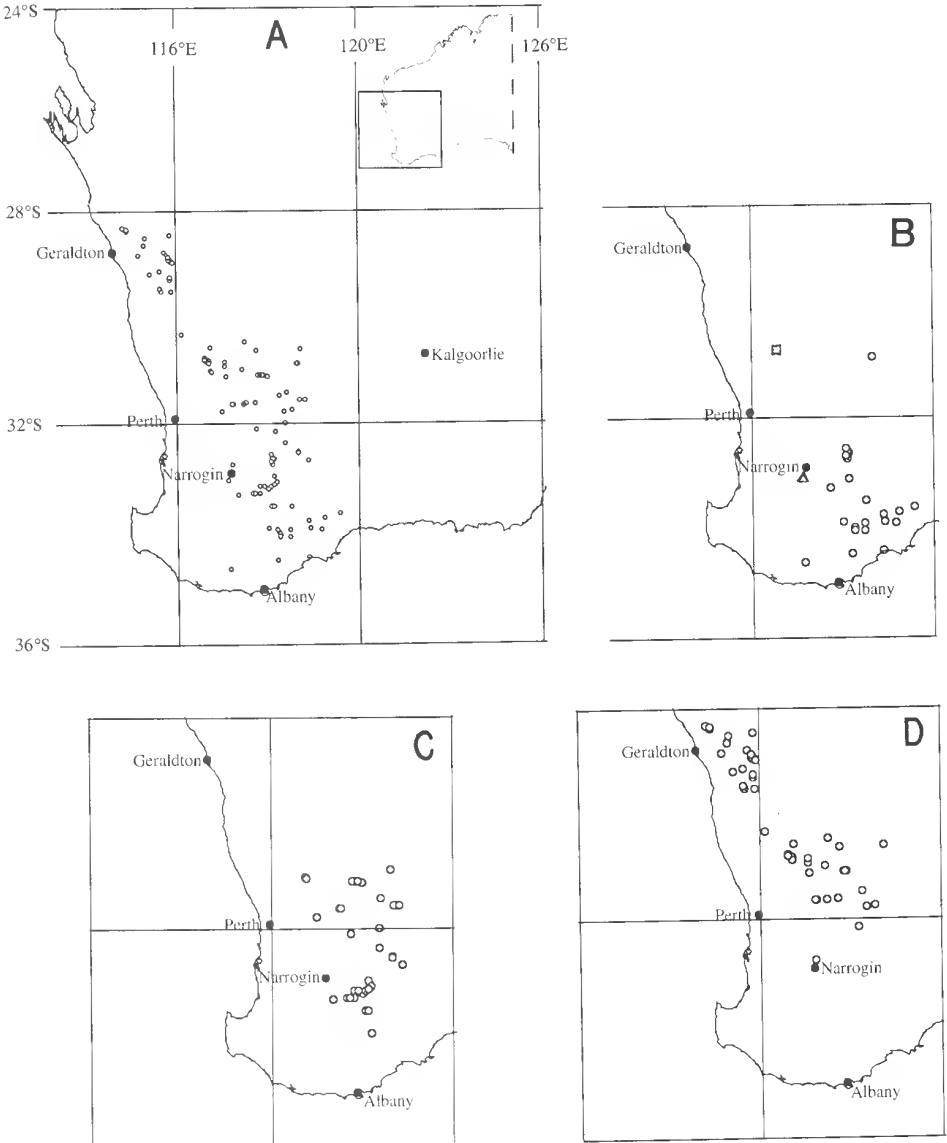 24°S
A
116°E
120°E
126°E
28°S
Geraldton
Kalgoorlie
Perth
32°S
Narrogin
Albany
36°S
B
Geraldton
Perth
Narrogin
Albany
C
Geraldton
Perth
Narrogin
Albany
D
Geraldton
Perth
Narrogin
Albany